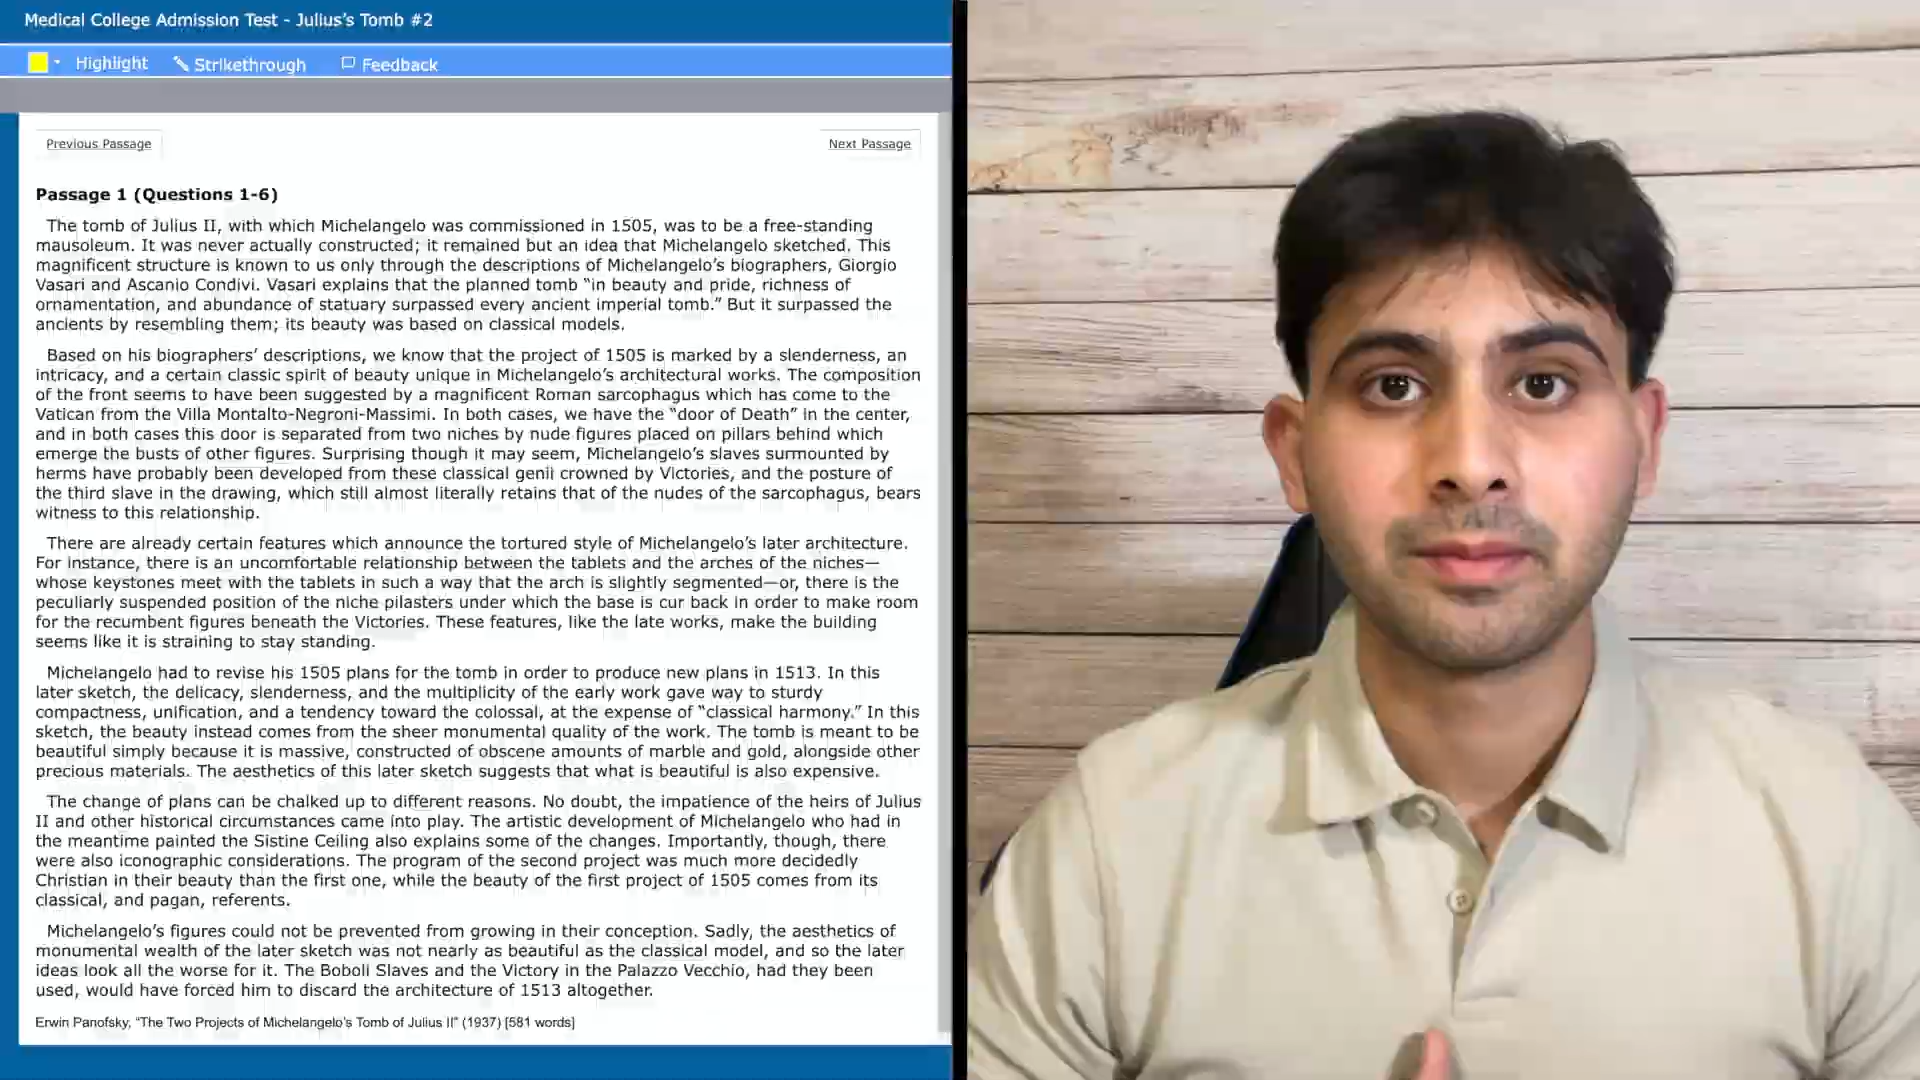 Medical College Admission Test - Julius's Tomb #2
Highlight Strikethrough Feedback
Previous Passage Next Passage
Passage 1 (Questions 1-6)
The tomb of Julius II, with which Michelangelo was commissioned in 1505, was to be a free-standing
mausoleum. It was never actually constructed; it remained but an idea that Michelangelo sketched. This
magnificent structure is known to us only through the descriptions of Michelangelo's biographers, Giorgio
Vasari and Ascanio Condivi. Vasari explains that the planned tomb "in beauty and pride, richness of
ornamentation, and abundance of statuary surpassed every ancient imperial tomb." But it surpassed the
ancients by resembling them; its beauty was based on classical models.
Based on his biographers' descriptions, we know that the project of 1505 is marked by a slenderness, an
intricacy, and a certain classic spirit of beauty unique in Michelangelo's architectural works. The composition
of the front seems to have been suggested by a magnificent Roman sarcophagus which has come to the
Vatican from the Villa Montalto-Negroni-Massimi. In both cases, we have the "door of Death" in the center,
and in both cases this door is separated from two niches by nude figures placed on pillars behind which
emerge the busts of other figures. Surprising though it may seem, Michelangelo's slaves surmounted by
herms have probably been developed from these classical genii crowned by Victories, and the posture of
the third slave in the drawing, which still almost literally retains that of the nudes of the sarcophagus, bears
witness to this relationship.
There are already certain features which announce the tortured style of Michelangelo's later architecture.
For instance, there is an uncomfortable relationship between the tablets and the arches of the niches—
whose keystones meet with the tablets in such a way that the arch is slightly segmented—or, there is the
peculiarly suspended position of the niche pilasters under which the base is cur back in order to make room
for the recumbent figures beneath the Victories. These features, like the late works, make the building
seems like it is straining to stay standing.
Michelangelo had to revise his 1505 plans for the tomb in order to produce new plans in 1513. In this
later sketch, the delicacy, slenderness, and the multiplicity of the early work gave way to sturdy
compactness, unification, and a tendency toward the colossal, at the expense of "classical harmony." In this
sketch, the beauty instead comes from the sheer monumental quality of the work. The tomb is meant to be
beautiful simply because it is massive, constructed of obscene amounts of marble and gold, alongside other
precious materials. The aesthetics of this later sketch suggests that what is beautiful is also expensive.
The change of plans can be chalked up to different reasons. No doubt, the impatience of the heirs of Julius
II and other historical circumstances came into play. The artistic development of Michelangelo who had in
the meantime painted the Sistine Ceiling also explains some of the changes. Importantly, though, there
were also iconographic considerations. The program of the second project was much more decidedly
Christian in their beauty than the first one, while the beauty of the first project of 1505 comes from its
classical, and pagan, referents.
Michelangelo's figures could not be prevented from growing in their conception. Sadly, the aesthetics of
monumental wealth of the later sketch was not nearly as beautiful as the classical model, and so the later
ideas look all the worse for it. The Boboli Slaves and the Victory in the Palazzo Vecchio, had they been
used, would have forced him to discard the architecture of 1513 altogether.
Erwin Panofsky, "The Two Projects of Michelangelo's Tomb of Julius II" (1937) [581 words]